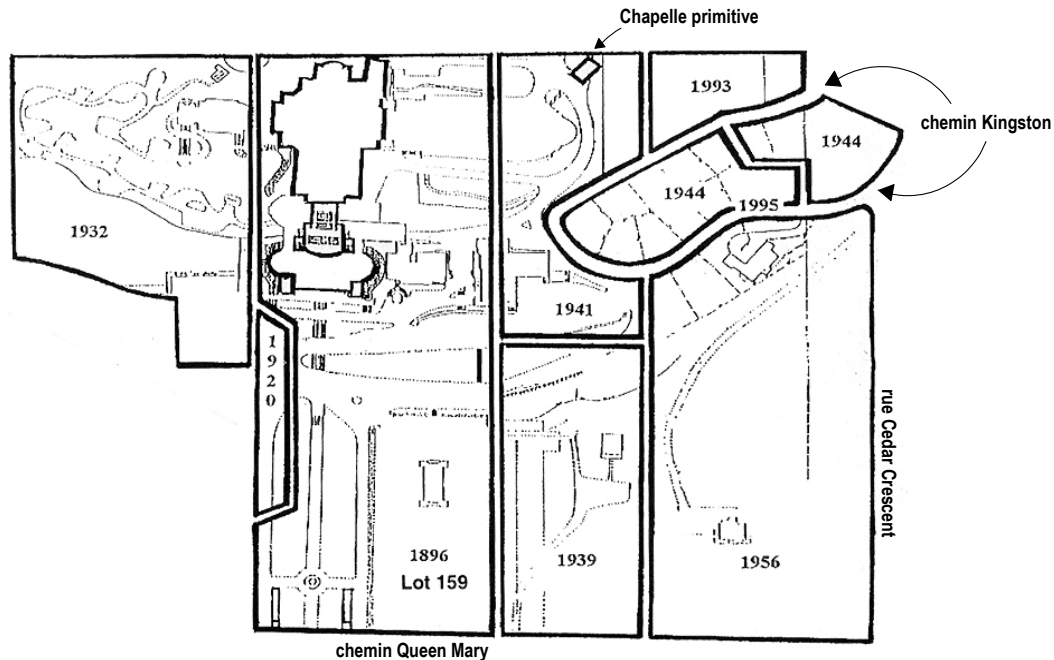 Chapelle primitive
1993
chemin Kingston
1944
1944
1995
1932
1941
1920
rue Cedar Crescent
1896
Lot 159
1939
1956
chemin Queen Mary